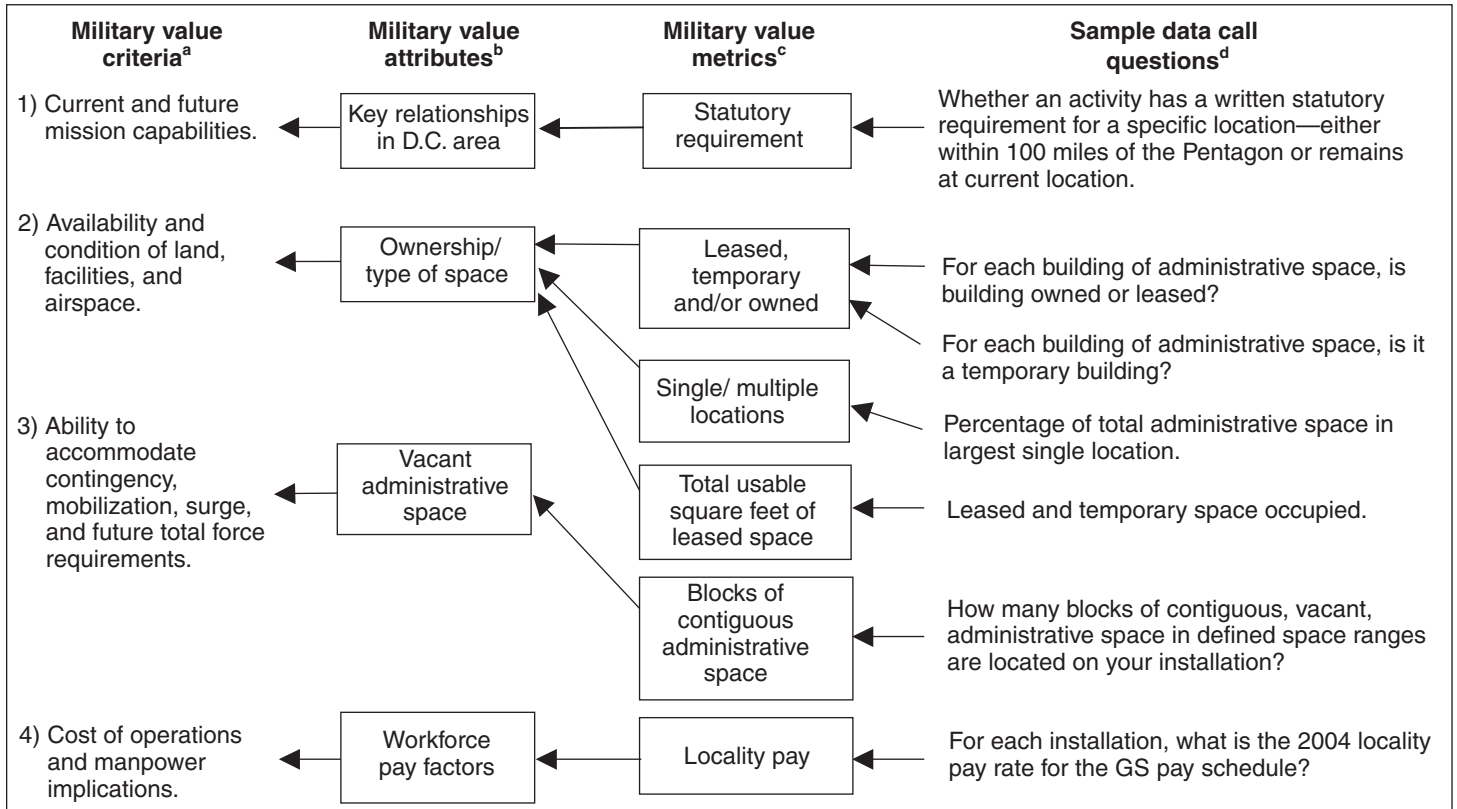 Military value
criteriaᵃ
Military value
attributesᵇ
Military value
metricsᶜ
Sample data call
questionsᵈ
1) Current and future
mission capabilities.
Key relationships
in D.C. area
Statutory
requirement
Whether an activity has a written statutory
requirement for a specific location—either
within 100 miles of the Pentagon or remains
at current location.
2) Availability and
condition of land,
facilities, and
airspace.
Ownership/
type of space
Leased,
temporary
and/or owned
For each building of administrative space, is
building owned or leased?
For each building of administrative space, is it
a temporary building?
Single/ multiple
locations
Percentage of total administrative space in
largest single location.
3) Ability to
accommodate
contingency,
mobilization, surge,
and future total force
requirements.
Vacant
administrative
space
Total usable
square feet of
leased space
Leased and temporary space occupied.
Blocks of
contiguous
administrative
space
How many blocks of contiguous, vacant,
administrative space in defined space ranges
are located on your installation?
4) Cost of operations
and manpower
implications.
Workforce
pay factors
Locality pay
For each installation, what is the 2004 locality
pay rate for the GS pay schedule?